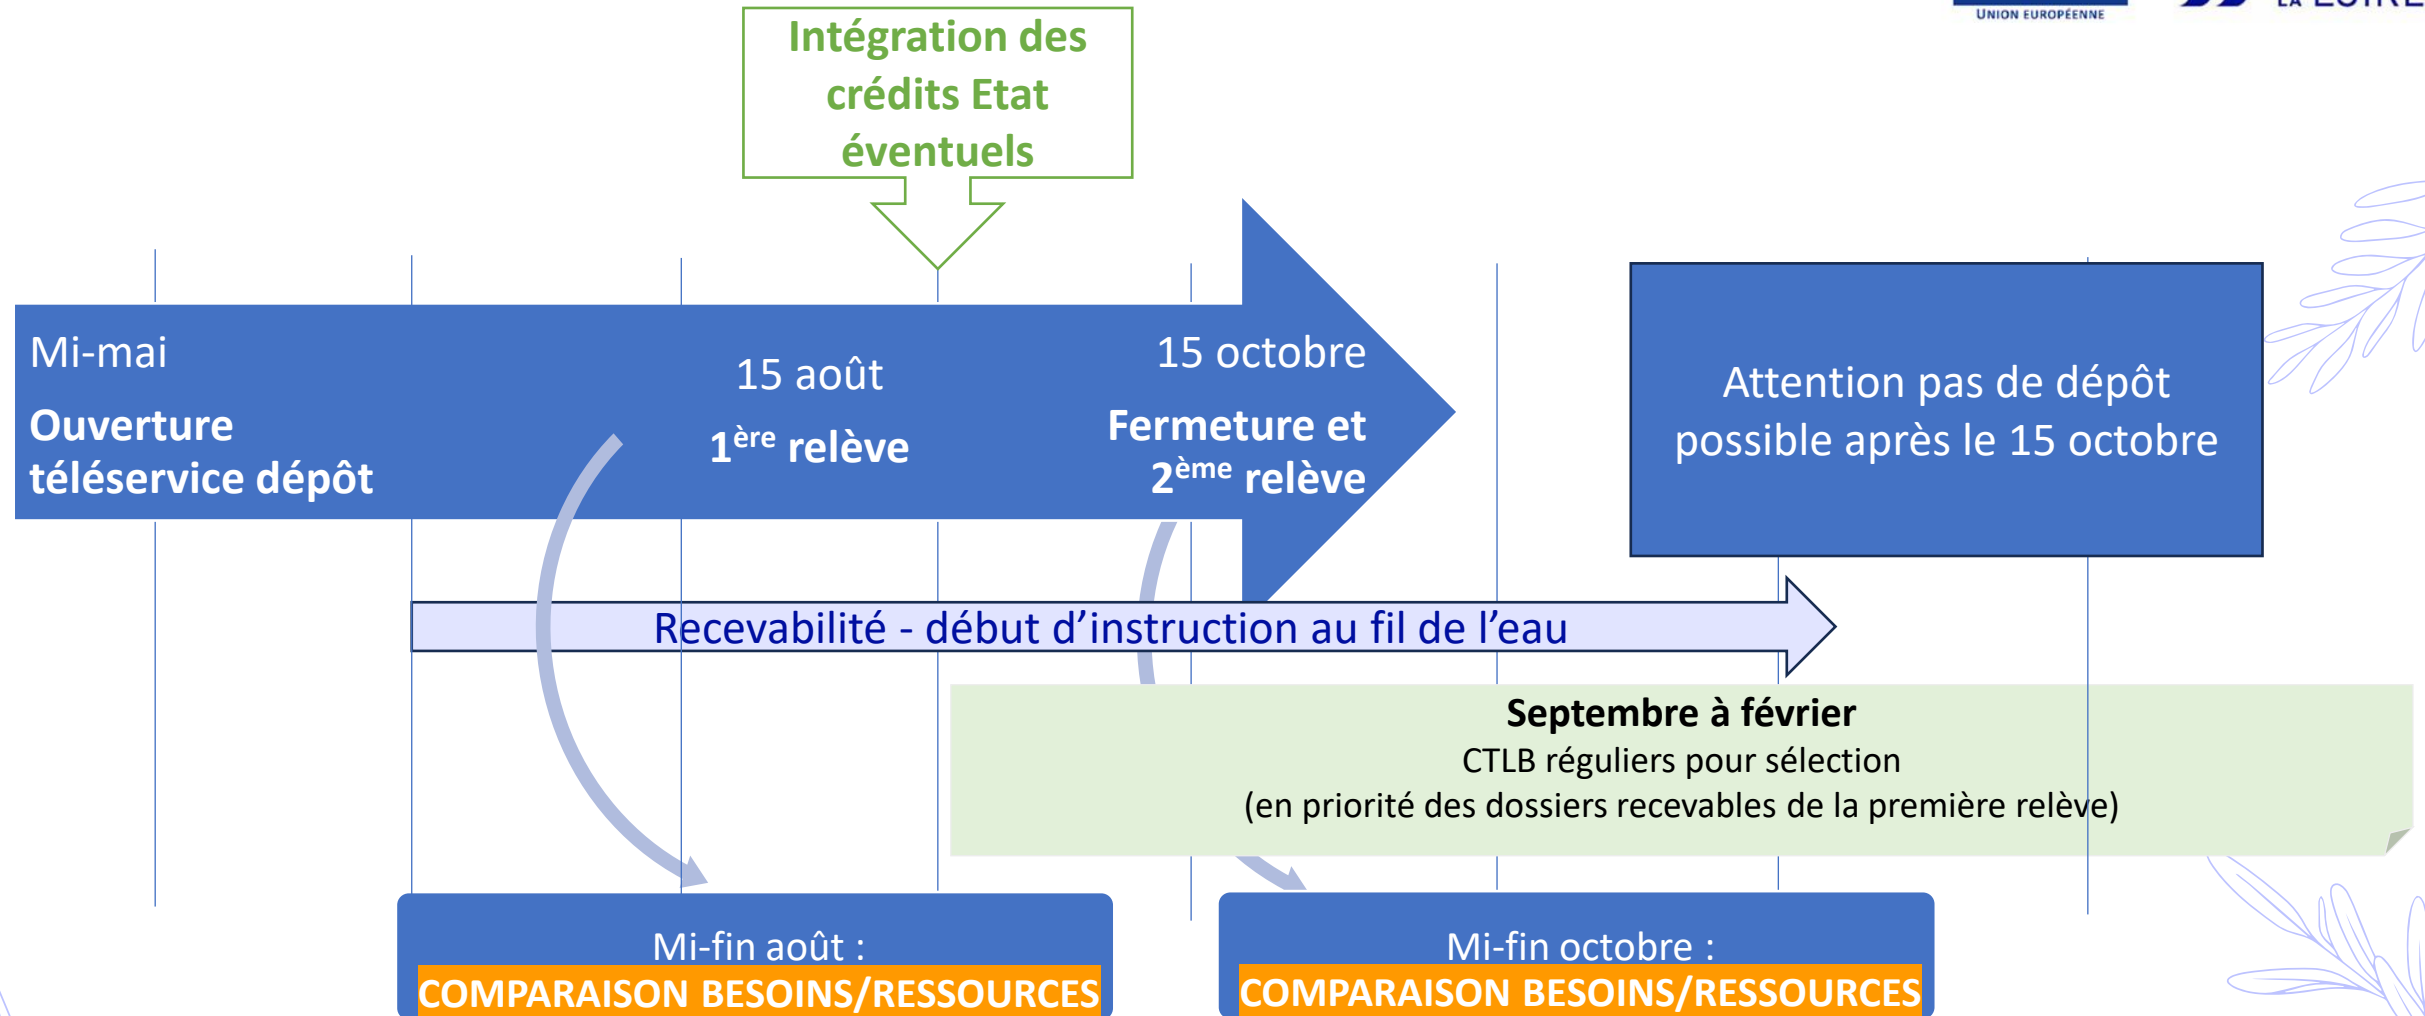 UNION EUROPÉENNE
LA LOIRE
Intégration des
crédits Etat
éventuels
Mi-mai
Ouverture
téléservice dépôt
15 août
1ère relève
15 octobre
Fermeture et
2ème relève
Attention pas de dépôt
possible après le 15 octobre
Recevabilité - début d’instruction au fil de l’eau
Septembre à février
CTLB réguliers pour sélection
(en priorité des dossiers recevables de la première relève)
Mi-fin août :
COMPARAISON BESOINS/RESSOURCES
Mi-fin octobre :
COMPARAISON BESOINS/RESSOURCES